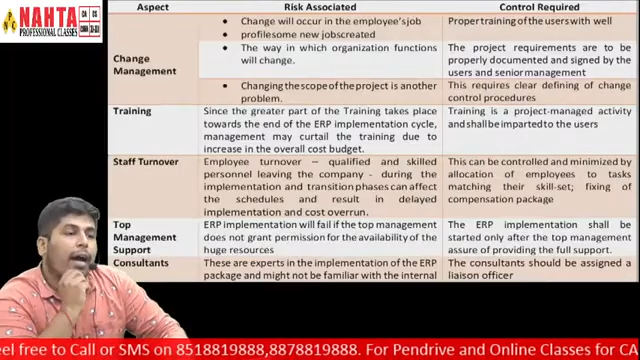 NAHTA
PROFESSIONAL CLASSES
CA
CS
CMA
Aspect Risk Associated Control Required
Change Management
Change will occur in the employee'sjob
profilesome new jobscreated
Proper training of the users with well
The way in which organization functions
will change.
The project requirements are to be
properly documented and signed by the
users and senior management
Changing the scope of the project is another
problem.
This requires clear defining of change
control procedures
Training
Since the greater part of the Training takes place
towards the end of the ERP implementation cycle,
management may curtail the training due to
increase in the overall cost budget.
Training is a project-managed activity
and shall be imparted to the users
Staff Turnover
Employee turnover – qualified and skilled
personnel leaving the company - during the
implementation and transition phases can affect
the schedules and result in delayed
implementation and cost overrun.
This can be controlled and minimized by
allocation of employees to tasks
matching their skill-set; fixing of
compensation package
Top
Management
Support
ERP implementation will fail if the top management
does not grant permission for the availability of the
huge resources
The ERP implementation shall be
started only after the top management
assure of providing the full support.
Consultants
These are experts in the implementation of the ERP
package and might not be familiar with the internal
The consultants should be assigned a
liaison officer
eel free to Call or SMS on 8518819888,8878819888. For Pendrive and Online Classes for CA